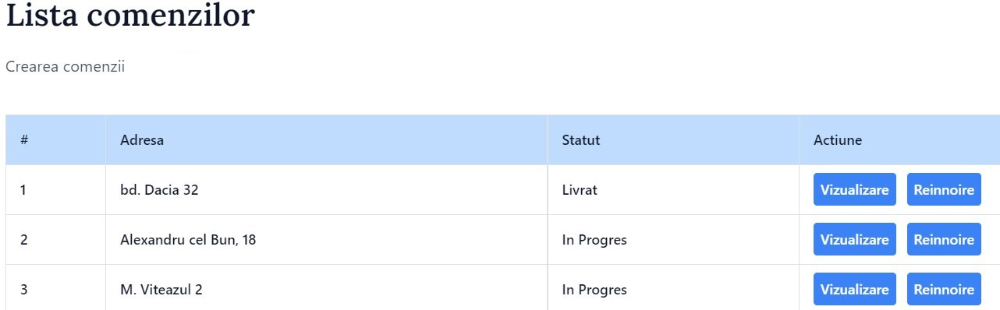 Lista comenzilor
Crearea comenzii
# Adresa Statut Actiune
1 bd. Dacia 32 Livrat Vizualizare Reinnoire
2 Alexandru cel Bun, 18 In Progres Vizualizare Reinnoire
3 M. Viteazul 2 In Progres Vizualizare Reinnoire